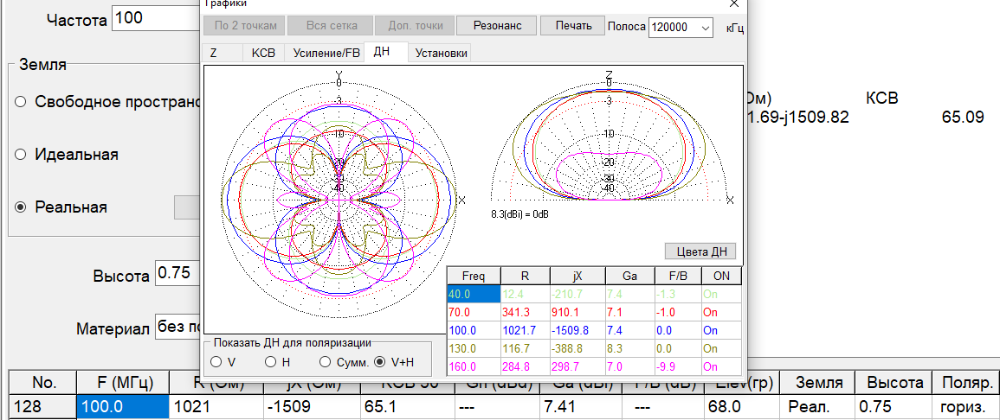 Графики
Частота 100
По 2 точкам Вся сетка Доп. точки Резонанс Печать Полоса 120000 кГц
Z КСВ Усиление/FB ДН Установки
Земля
Свободное простран
Идеальная
Реальная
Высота 0.75
Материал без по
Y
0
-3
-10
-20
-30
-40
X
Z
0
-3
-10
-20
-30
-40
X
8.3(dBi) = 0dB
Ом) КСВ
1.69-j1509.82 65.09
Цвета ДН
Freq R jX Ga F/B ON
40.0 12.4 -210.7 7.4 -1.3 On
70.0 341.3 910.1 7.1 -1.0 On
100.0 1021.7 -1509.8 7.4 0.0 On
130.0 116.7 -388.8 8.3 0.0 On
160.0 284.8 298.7 7.0 -9.9 On
Показать ДН для поляризации
V H Сумм. V+H
No. F (МГц) R (Ом) jX (Ом) КСВ 50 Gh (dBd) Ga (dBi) F/B (dB) Elev(гр) Земля Высота Поляр.
128 100.0 1021 -1509 65.1 --- 7.41 --- 68.0 Реал. 0.75 гориз.